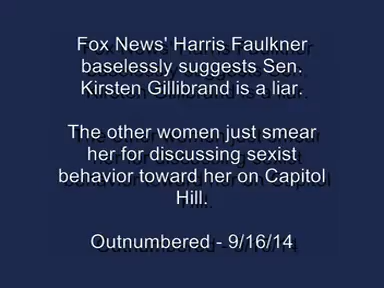 Fox News' Harris Faulkner
baselessly suggests Sen.
Kirsten Gillibrand is a liar.
The other women just smear
her for discussing sexist
behavior toward her on Capitol
Hill.
Outnumbered - 9/16/14